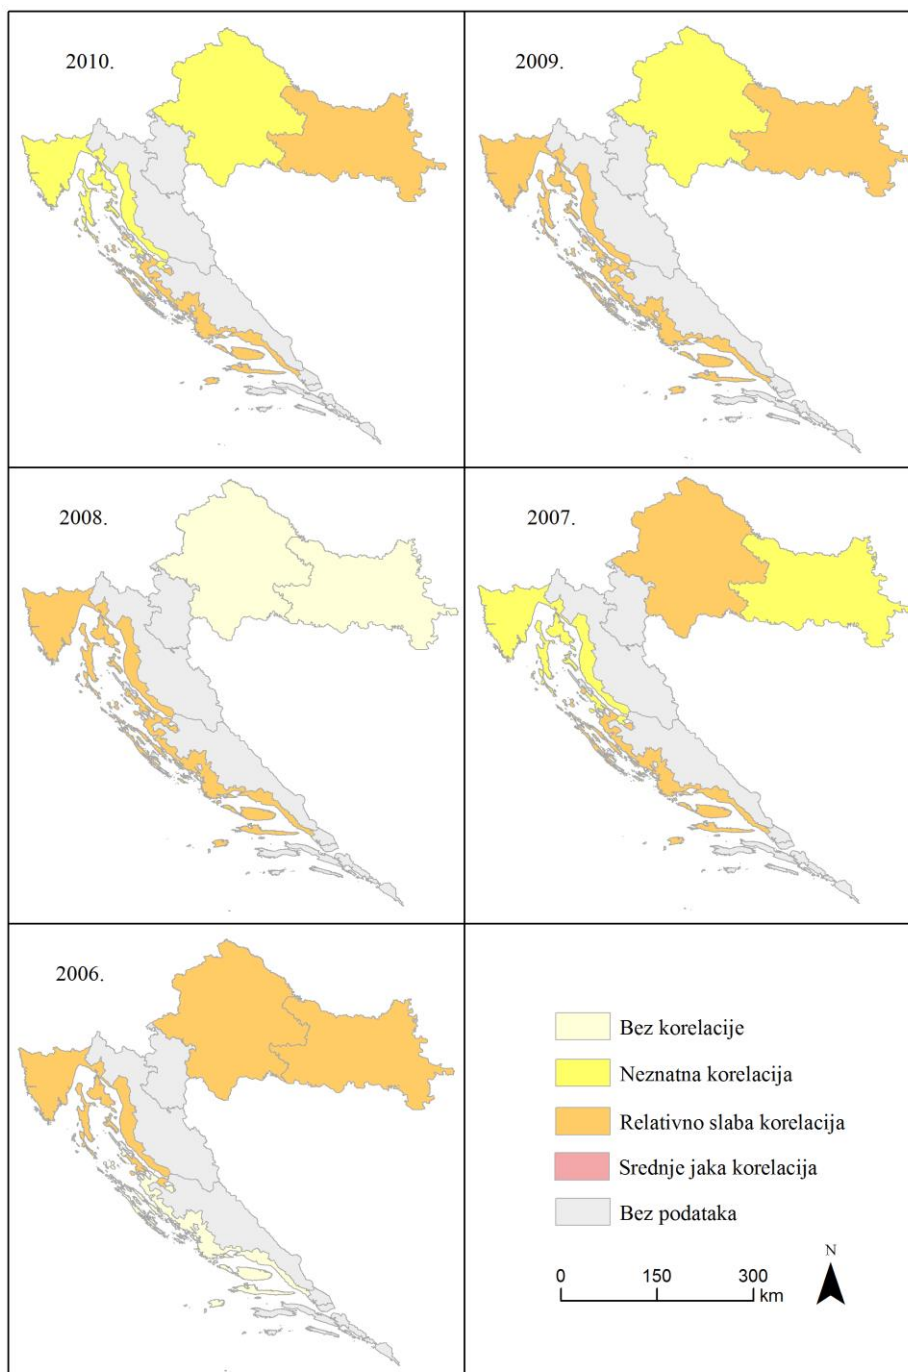 2010.
2009.
2008.
2007.
2006.
Bez korelacije
Neznatna korelacija
Relativno slaba korelacija
Srednje jaka korelacija
Bez podataka
N
0 150 300
km